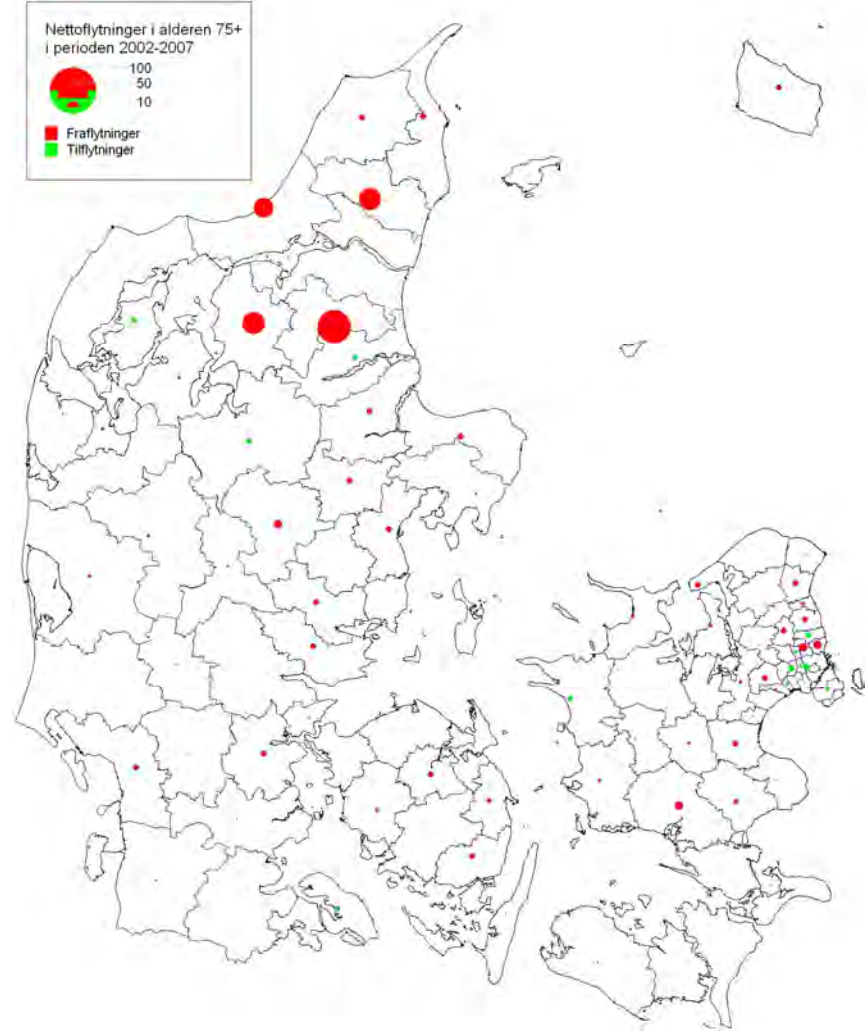 Nettoflytninger i alderen 75+
i perioden 2002-2007
100
50
10
Fraflytninger
Tilflytninger